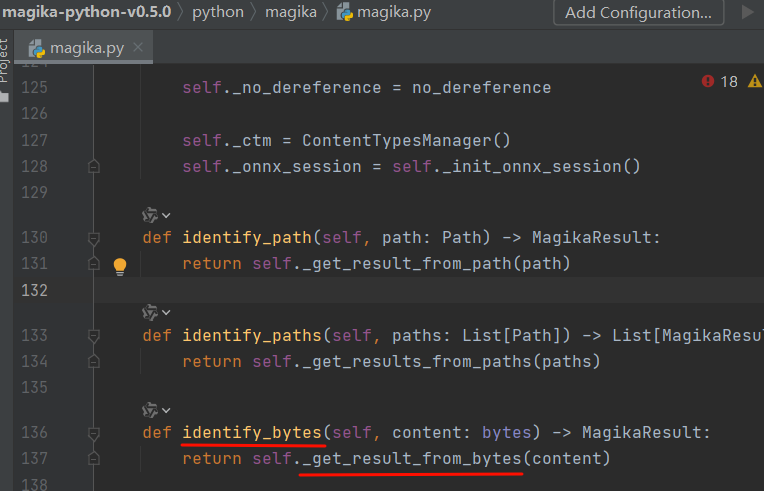 magika-python-v0.5.0 〉 python 〉 magika 〉 magika.py Add Configuration...
Project
magika.py ×
125 self._no_dereference = no_dereference
18
126
127 self._ctm = ContentTypesManager()
128 self._onnx_session = self._init_onnx_session()
129
130 def identify_path(self, path: Path) -> MagikaResult:
131 return self._get_result_from_path(path)
132
133 def identify_paths(self, paths: List[Path]) -> List[MagikaResul
134 return self._get_results_from_paths(paths)
135
136 def identify_bytes(self, content: bytes) -> MagikaResult:
137 return self._get_result_from_bytes(content)
138